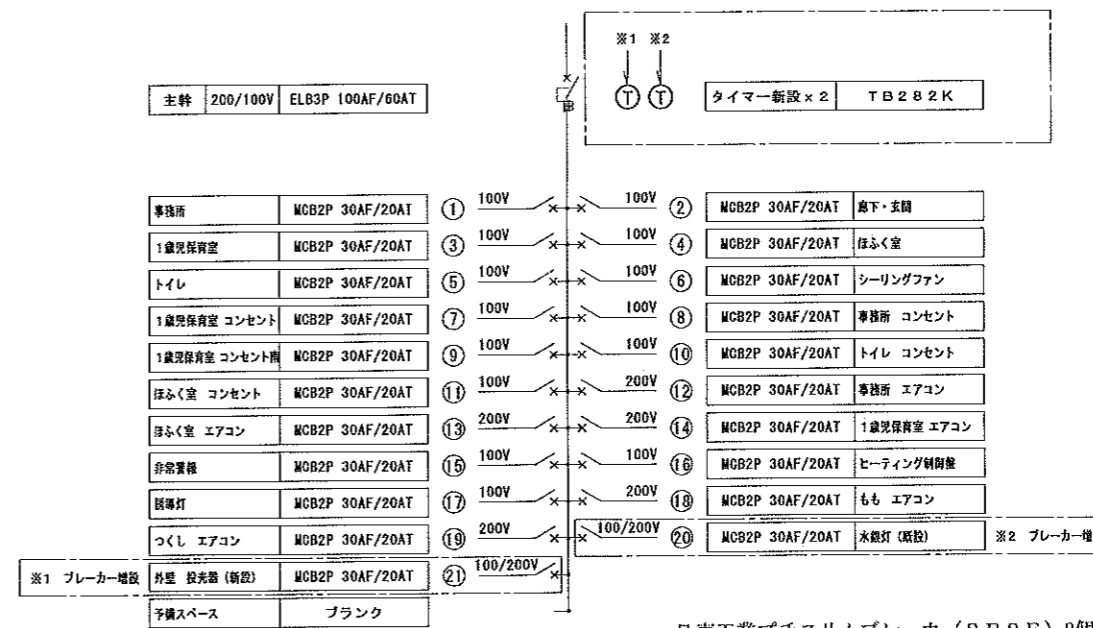 ※1 ※2
主幹 200/100V ELB3P 100AF/60AT
T T タイマー新設×2 TB282K
事務所 MCB2P 30AF/20AT ① 100V 100V ② MCB2P 30AF/20AT 廊下・玄関
1歳児保育室 MCB2P 30AF/20AT ③ 100V 100V ④ MCB2P 30AF/20AT ほふく室
トイレ MCB2P 30AF/20AT ⑤ 100V 100V ⑥ MCB2P 30AF/20AT シーリングファン
1歳児保育室 コンセント MCB2P 30AF/20AT ⑦ 100V 100V ⑧ MCB2P 30AF/20AT 事務所 コンセント
1歳児保育室 コンセント MCB2P 30AF/20AT ⑨ 100V 100V ⑩ MCB2P 30AF/20AT トイレ コンセント
ほふく室 コンセント MCB2P 30AF/20AT ⑪ 100V 200V ⑫ MCB2P 30AF/20AT 事務所 エアコン
ほふく室 エアコン MCB2P 30AF/20AT ⑬ 200V 200V ⑭ MCB2P 30AF/20AT 1歳児保育室 エアコン
非常警報 MCB2P 30AF/20AT ⑮ 100V 100V ⑯ MCB2P 30AF/20AT ヒーティング制御盤
誘導灯 MCB2P 30AF/20AT ⑰ 100V 200V ⑱ MCB2P 30AF/20AT もも エアコン
つくし エアコン MCB2P 30AF/20AT ⑲ 200V 100/200V ⑳ MCB2P 30AF/20AT 水銀灯（既設） ※2 ブレーカー増
※1 ブレーカー増設 外壁 投光器（新設） MCB2P 30AF/20AT ㉑ 100/200V
予備スペース ブランク